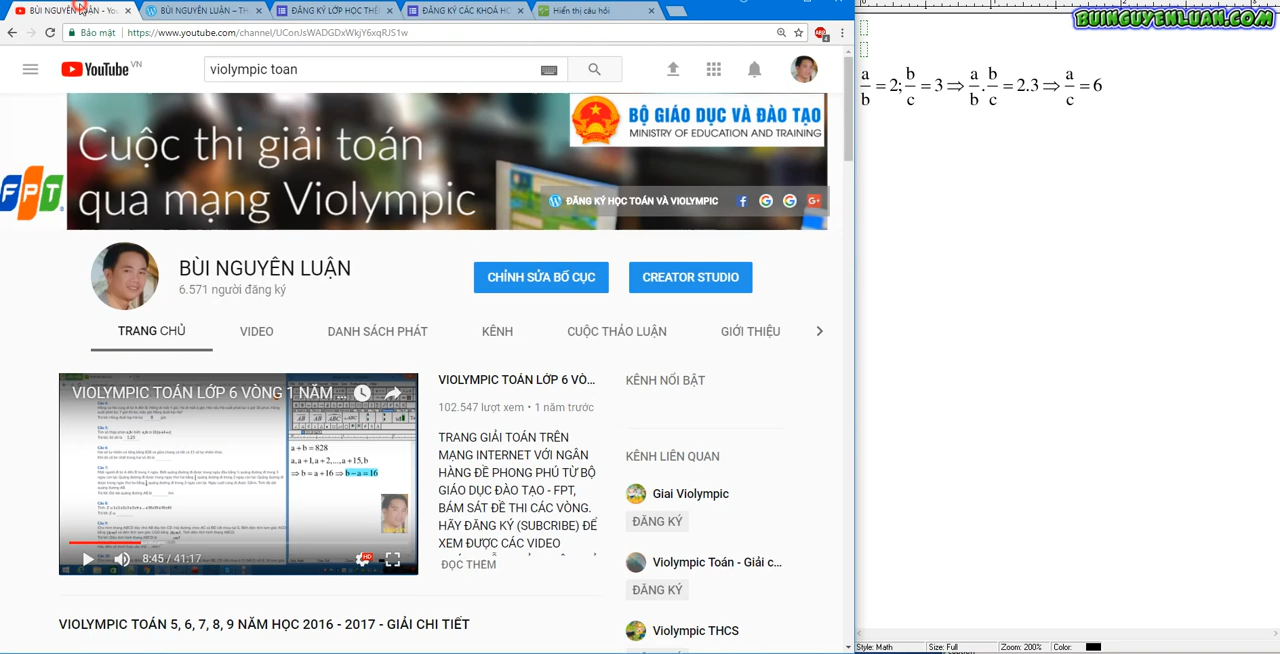 BÙI NGUYÊN LUẬN - You
BÙI NGUYÊN LUẬN – TH
ĐĂNG KÝ LỚP HỌC THÊ
ĐĂNG KÝ CÁC KHOÁ HỌ
Hiển thị câu hỏi
Bảo mật
https://www.youtube.com/channel/UConJsWADGDxWkjY6xqRJS1w
BUINGUYENLUAN.COM
YouTube VN
violympic toan
a/b = 2; b/c = 3 ⇒ a/b . b/c = 2.3 ⇒ a/c = 6
BỘ GIÁO DỤC VÀ ĐÀO TẠO
MINISTRY OF EDUCATION AND TRAINING
Cuộc thi giải toán
FPT
qua mạng Violympic
ĐĂNG KÝ HỌC TOÁN VÀ VIOLYMPIC
BÙI NGUYÊN LUẬN
6.571 người đăng ký
CHỈNH SỬA BỐ CỤC
CREATOR STUDIO
TRANG CHỦ
VIDEO
DANH SÁCH PHÁT
KÊNH
CUỘC THẢO LUẬN
GIỚI THIỆU
VIOLYMPIC TOÁN LỚP 6 VÒNG 1 NĂM ...
a + b = 828
a, a+1, a+2, ..., a+15, b
⇒ b = a + 16 ⇒ b − a = 16
8:45 / 41:17
HD
VIOLYMPIC TOÁN LỚP 6 VÒ...
102.547 lượt xem • 1 năm trước
TRANG GIẢI TOÁN TRÊN
MẠNG INTERNET VỚI NGÂN
HÀNG ĐỀ PHONG PHÚ TỪ BỘ
GIÁO DỤC ĐÀO TẠO - FPT,
BÁM SÁT ĐỀ THI CÁC VÒNG.
HÃY ĐĂNG KÝ (SUBCRIBE) ĐỂ
XEM ĐƯỢC CÁC VIDEO
ĐỌC THÊM
KÊNH NỔI BẬT
KÊNH LIÊN QUAN
Giai Violympic
ĐĂNG KÝ
Violympic Toán - Giải c...
ĐĂNG KÝ
Violympic THCS
VIOLYMPIC TOÁN 5, 6, 7, 8, 9 NĂM HỌC 2016 - 2017 - GIẢI CHI TIẾT
Style: Math
Size: Full
Zoom: 200%
Color: